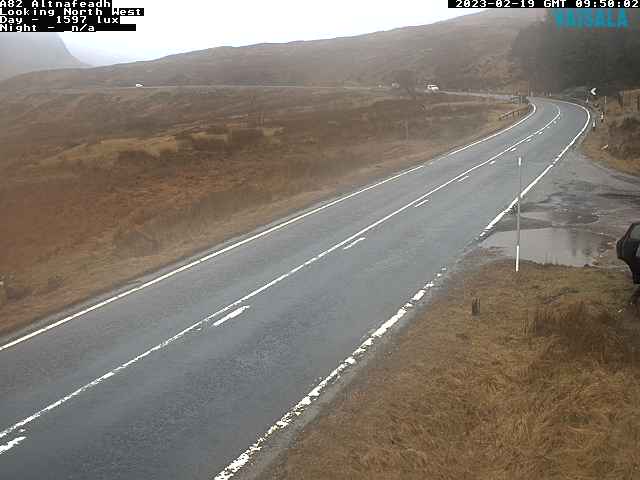 A82 Altnafeadh
Looking North West
Day - 1597 lux
Night - n/a
2023-02-19 GMT 09:50:02
VAISALA